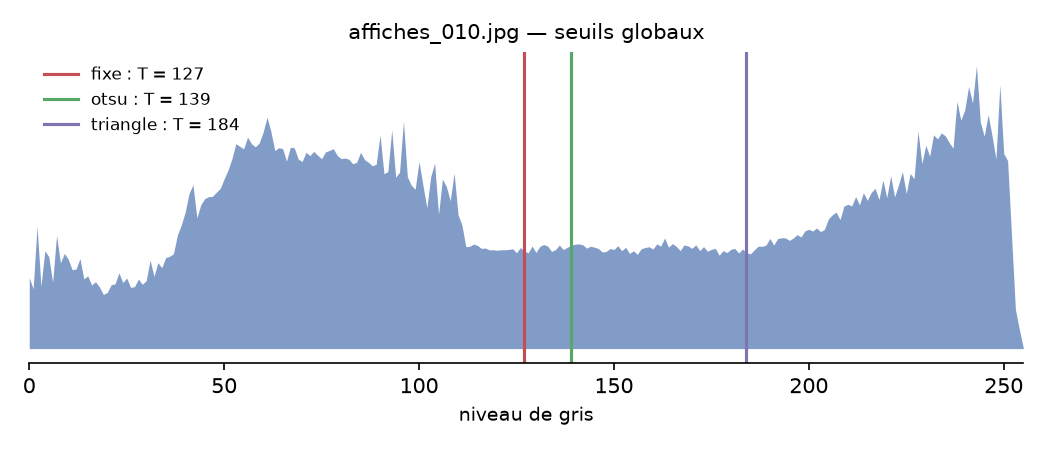 affiches_010.jpg — seuils globaux
fixe : T = 127
otsu : T = 139
triangle : T = 184
0 50 100 150 200 250
niveau de gris